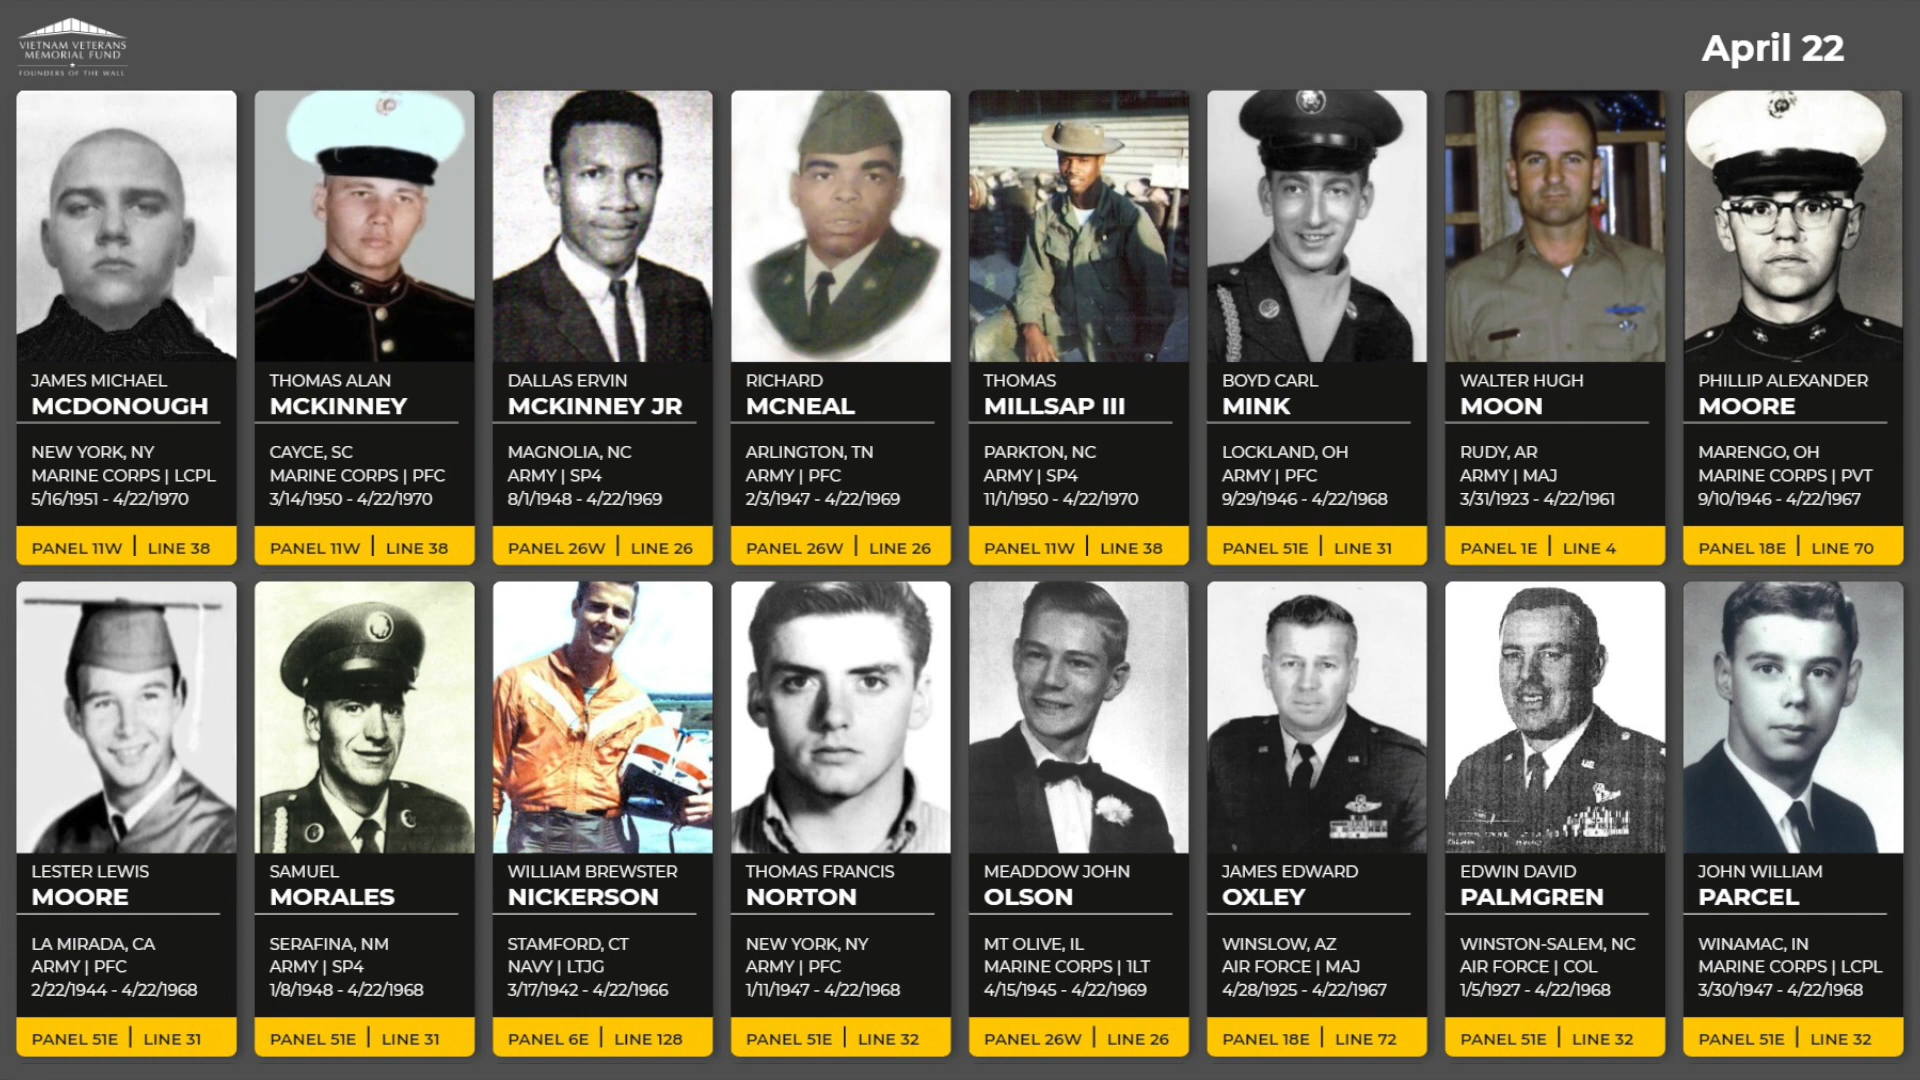 VIETNAM VETERANS
MEMORIAL FUND
FOUNDERS OF THE WALL
April 22
JAMES MICHAEL
MCDONOUGH
NEW YORK, NY
MARINE CORPS | LCPL
5/16/1951 - 4/22/1970
PANEL 11W | LINE 38
THOMAS ALAN
MCKINNEY
CAYCE, SC
MARINE CORPS | PFC
3/14/1950 - 4/22/1970
PANEL 11W | LINE 38
DALLAS ERVIN
MCKINNEY JR
MAGNOLIA, NC
ARMY | SP4
8/1/1948 - 4/22/1969
PANEL 26W | LINE 26
RICHARD
MCNEAL
ARLINGTON, TN
ARMY | PFC
2/3/1947 - 4/22/1969
PANEL 26W | LINE 26
THOMAS
MILLSAP III
PARKTON, NC
ARMY | SP4
11/1/1950 - 4/22/1970
PANEL 11W | LINE 38
BOYD CARL
MINK
LOCKLAND, OH
ARMY | PFC
9/29/1946 - 4/22/1968
PANEL 51E | LINE 31
WALTER HUGH
MOON
RUDY, AR
ARMY | MAJ
3/31/1923 - 4/22/1961
PANEL 1E | LINE 4
PHILLIP ALEXANDER
MOORE
MARENGO, OH
MARINE CORPS | PVT
9/10/1946 - 4/22/1967
PANEL 18E | LINE 70
LESTER LEWIS
MOORE
LA MIRADA, CA
ARMY | PFC
2/22/1944 - 4/22/1968
PANEL 51E | LINE 31
SAMUEL
MORALES
SERAFINA, NM
ARMY | SP4
1/8/1948 - 4/22/1968
PANEL 51E | LINE 31
WILLIAM BREWSTER
NICKERSON
STAMFORD, CT
NAVY | LTJG
3/17/1942 - 4/22/1966
PANEL 6E | LINE 128
THOMAS FRANCIS
NORTON
NEW YORK, NY
ARMY | PFC
1/11/1947 - 4/22/1968
PANEL 51E | LINE 32
MEADDOW JOHN
OLSON
MT OLIVE, IL
MARINE CORPS | 1LT
4/15/1945 - 4/22/1969
PANEL 26W | LINE 26
JAMES EDWARD
OXLEY
WINSLOW, AZ
AIR FORCE | MAJ
4/28/1925 - 4/22/1967
PANEL 18E | LINE 72
EDWIN DAVID
PALMGREN
WINSTON-SALEM, NC
AIR FORCE | COL
1/5/1927 - 4/22/1968
PANEL 51E | LINE 32
JOHN WILLIAM
PARCEL
WINAMAC, IN
MARINE CORPS | LCPL
3/30/1947 - 4/22/1968
PANEL 51E | LINE 32